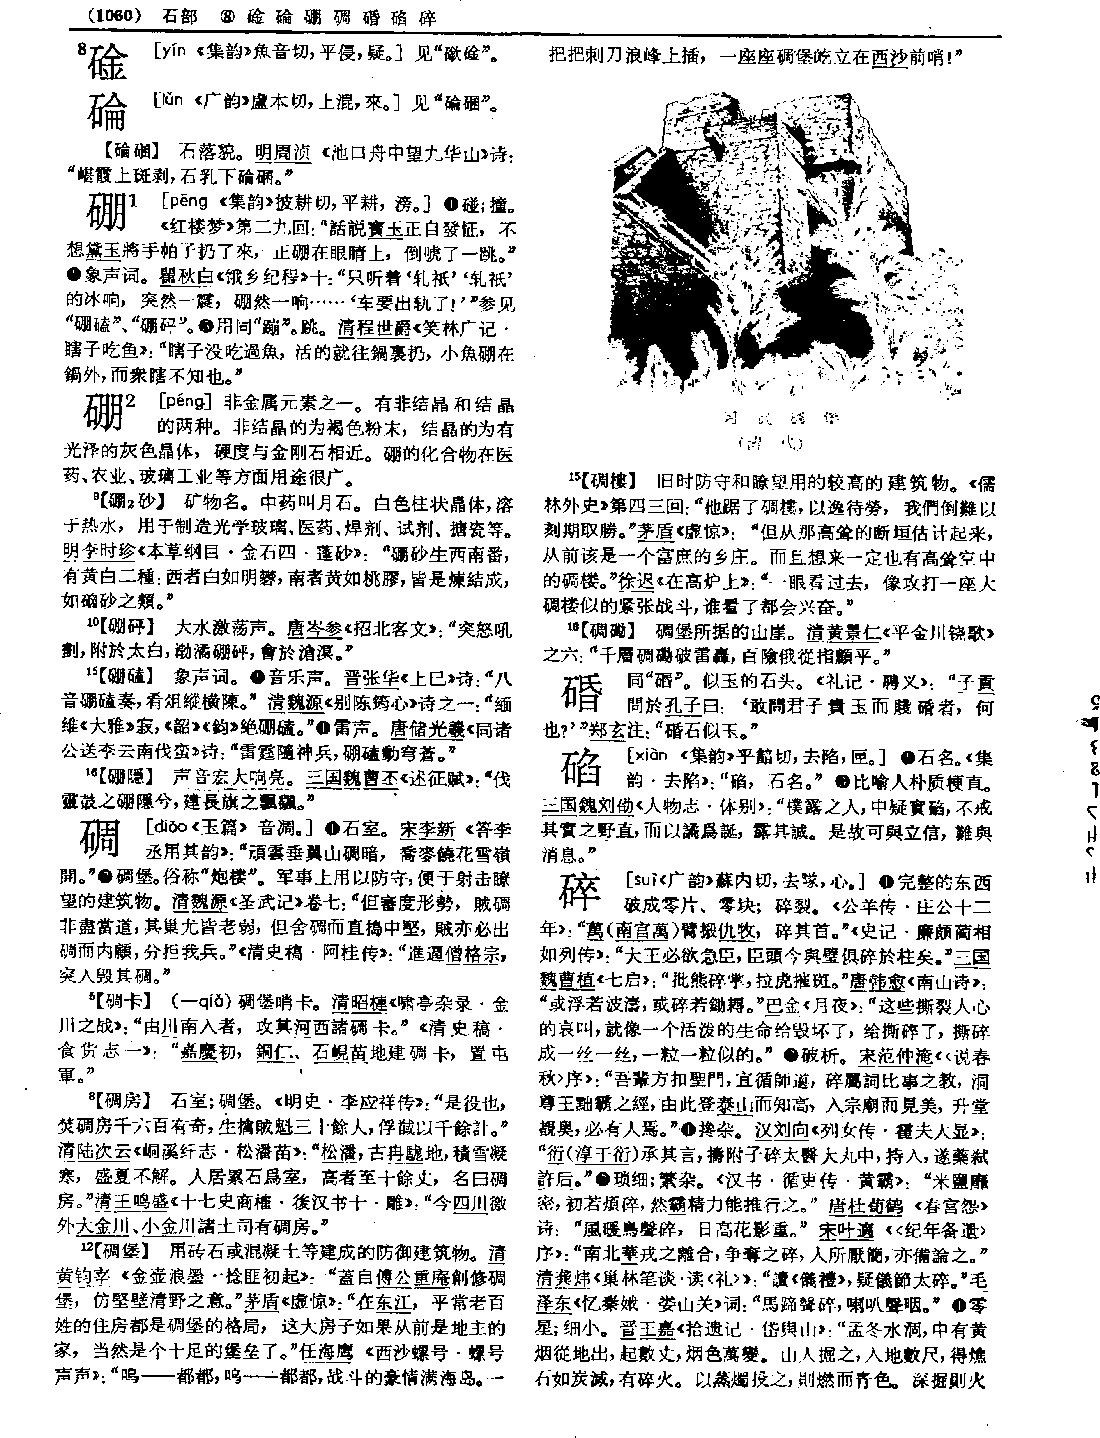 (1060) 石部 ⑧ 硷 碖 硼 碉 碈 硲 碎
8 硷 [yín《集韵》魚音切,平侵,疑。] 见“礉硷”。
碖 [lǔn《广韵》盧本切,上混,來。] 见“碖硱”。
【碖硱】 石落貌。明周祯《池口舟中望九华山》诗:
上斑剥,石乳下碖硱。”
硼1 [pēng《集韵》披耕切,平耕,滂。] ❶碰;撞。
《红楼梦》第二九回:“話説寳玉正自發怔, 不
想黛玉將手帕子扔了來, 正硼在眼睛上, 倒唬了一跳。”
❷象声词。瞿秋白《饿乡纪程》十:“只听着‘轧祇’‘轧祇’
的冰响, 突然一震, 硼然一响……‘车要出轨了!’”参见
“硼磕”、“硼砰”。❸用同“蹦”。跳。清程世爵《笑林广记·
瞎子吃鱼》:“瞎子没吃過魚, 活的就往鍋裏扔, 小魚硼在
鍋外,而衆瞎不知也。”
硼2 [péng] 非金属元素之一。有非结晶和结晶
的两种。非结晶的为褐色粉末, 结晶的为有
光泽的灰色晶体, 硬度与金刚石相近。硼的化合物在医
药、农业、玻璃工业等方面用途很广。
9【硼2砂】 矿物名。中药叫月石。白色柱状晶体,溶
于热水, 用于制造光学玻璃、医药、焊剂、试剂、搪瓷等。
明李时珍《本草纲目·金石四·蓬砂》: “硼砂生西南番,
有黄白二種:西者白如明礬,南者黄如桃膠,皆是煉結成,
如硇砂之類。”
10【硼砰】 大水激荡声。唐岑参《招北客文》:“突怒吼
劃,附於太白,渤潏硼砰,會於滄溟。”
15【硼磕】 象声词。❶音乐声。晋张华《上巳》诗:“八
音硼磕奏,肴俎縱横陳。” 清魏源《别陈筠心》诗之一:“緬
维《大雅》寂,《韶》《鈞》绝硼磕。”❷雷声。唐储光羲《同诸
公送李云南伐蛮》诗:“雷霆隨神兵,硼磕動穹蒼。”
16【硼隱】 声音宏大响亮。三国魏曹丕《述征赋》:“伐
靈鼓之硼隱兮,建長旗之飄颻。”
碉 [diāo《玉篇》音凋。] ❶石室。宋李新《答李
丞用其韵》:“頑雲垂翼山碉暗, 喬麥饒花雪嶺
開。”❷碉堡。俗称“炮楼”。军事上用以防守,便于射击瞭
望的建筑物。清魏源《圣武记》卷七:“但審度形勢, 賊碉
非盡當道,其巢尤皆老弱, 但舍碉而直搗中堅, 賊亦必出
碉而内顧,分拒我兵。”《清史稿·阿桂传》:“進逼僧格宗,
突入毁其碉。”
5【碉卡】 (—qiǎ) 碉堡哨卡。清昭槤《啸亭杂录·金
川之战》:“由川南入者, 攻其河西諸碉卡。”《清史稿·
食货志一》: “嘉慶初, 銅仁、石峴苗地建碉卡, 置屯
軍。”
8【碉房】 石室;碉堡。《明史·李应祥传》:“是役也,
焚碉房千六百有奇,生擒賊魁三十餘人,俘馘以千餘計。”
清陆次云《峒溪纤志·松潘苗》:“松潘,古冉駹地,積雪凝
寒, 盛夏不解。人居累石爲室, 高者至十餘丈, 名曰碉
房。”清王鸣盛《十七史商榷·後汉书十·雕》:“今四川徼
外大金川、小金川諸土司有碉房。”
12【碉堡】 用砖石或混凝土等建成的防御建筑物。清
黄钧宰《金壶浪墨·捻匪初起》:“蓋自傅公重庵創修碉
堡, 仿堅壁清野之意。”茅盾《虚惊》:“在东江, 平常老百
姓的住房都是碉堡的格局, 这大房子如果从前是地主的
家, 当然是个十足的堡垒了。”任海鹰《西沙螺号·螺号
声声》:“呜——都都,呜——都都,战斗的豪情满海岛。一
把把刺刀浪峰上插, 一座座碉堡屹立在西沙前哨!”
(清 代)
15【碉樓】 旧时防守和瞭望用的较高的建筑物。《儒
林外史》第四三回:“他踞了碉樓,以逸待勞, 我們倒難以
刻期取勝。”茅盾《虚惊》: “但从那高耸的断垣估计起来,
从前该是一个富庶的乡庄。而且想来一定也有高耸空中
的碉楼。”徐迟《在高炉上》:“一眼看过去, 像攻打一座大
碉楼似的紧张战斗,谁看了都会兴奋。”
18【碉磡】 碉堡所据的山崖。清黄景仁《平金川铙歌》
之六:“千層碉磡破雷轟,百險俄從指顧平。”
碈 同“磻”。似玉的石头。《礼记·聘义》: “子貢
問於孔子曰: ‘敢問君子貴玉而賤碈者, 何
也?’”郑玄注:“碈石似玉。”
硲 [xiàn《集韵》乎韽切,去陷,匣。] ❶石名。《集
韵·去陷》:“硲, 石名。”❷比喻人朴质梗直。
三国魏刘劭《人物志·体别》:“樸露之人,中疑實硲,不戒
其實之野直,而以譎爲誕, 露其誠。是故可與立信, 難與
消息。”
碎 [suì《广韵》蘇内切,去隊,心。] ❶完整的东西
破成零片、零块; 碎裂。《公羊传·庄公十二
年》:“萬(南宫萬)臂摋仇牧, 碎其首。”《史记·廉颇蔺相
如列传》:“大王必欲急臣,臣頭今與璧俱碎於柱矣。”三国
魏曹植《七启》:“批熊碎掌,拉虎摧斑。”唐韩愈《南山诗》:
“或浮若波濤,或碎若鋤耨。”巴金《月夜》:“这些撕裂人心
的哀叫,就像一个活泼的生命给毁坏了, 给撕碎了, 撕碎
成一丝一丝,一粒一粒似的。” ❷破析。宋范仲淹《〈说春
秋〉序》:“吾輩方扣聖門,宜循師道, 碎屬詞比事之教, 洞
尊王黜霸之經,由此登泰山而知高, 入宗廟而見美, 升堂
覩奥,必有人焉。”❸搀杂。汉刘向《列女传·霍夫人显》:
“衍(淳于衍)承其言,擣附子碎太醫大丸中,持入,遂藥弑
許后。”❹琐细;繁杂。《汉书·循吏传·黄霸》: “米鹽靡
密,初若煩碎,然霸精力能推行之。”唐杜荀鹤《春宫怨》
诗: “風暖鳥聲碎, 日高花影重。” 宋叶適《〈纪年备遗〉
序》:“南北華戎之離合,争奪之碎,人所厭簡,亦備論之。”
清龚炜《巢林笔谈·读〈礼〉》:“讀《儀禮》,疑儀節太碎。”毛
泽东《忆秦娥·娄山关》词:“馬蹄聲碎,喇叭聲咽。” ❺零
星;细小。晋王嘉《拾遗记·岱舆山》:“孟冬水涸,中有黄
烟從地出,起數丈,烟色萬變。山人掘之,入地數尺,得燋
石如炭滅,有碎火。以蒸燭投之,則燃而青色。深掘則火